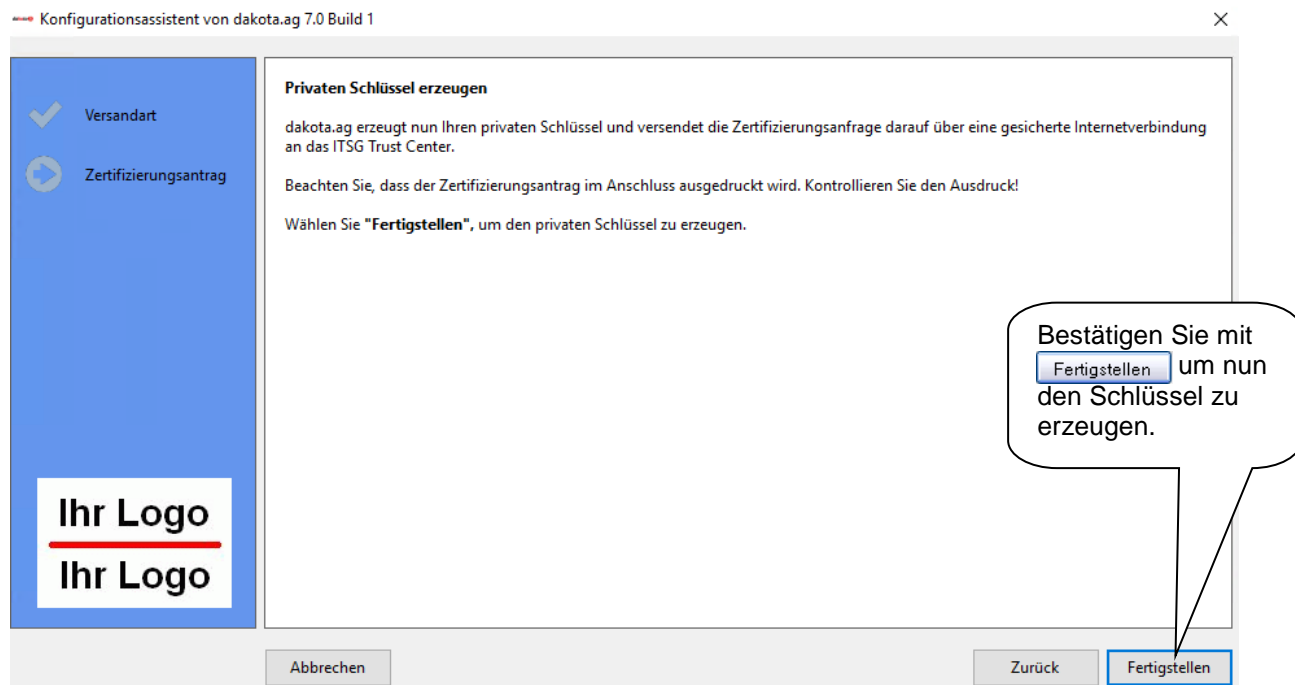 Konfigurationsassistent von dakota.ag 7.0 Build 1
Versandart
Zertifizierungsantrag
Privaten Schlüssel erzeugen
dakota.ag erzeugt nun Ihren privaten Schlüssel und versendet die Zertifizierungsanfrage darauf über eine gesicherte Internetverbindung
an das ITSG Trust Center.
Beachten Sie, dass der Zertifizierungsantrag im Anschluss ausgedruckt wird. Kontrollieren Sie den Ausdruck!
Wählen Sie "Fertigstellen", um den privaten Schlüssel zu erzeugen.
Bestätigen Sie mit
Fertigstellen um nun
den Schlüssel zu
erzeugen.
Ihr Logo
Ihr Logo
Abbrechen
Zurück
Fertigstellen